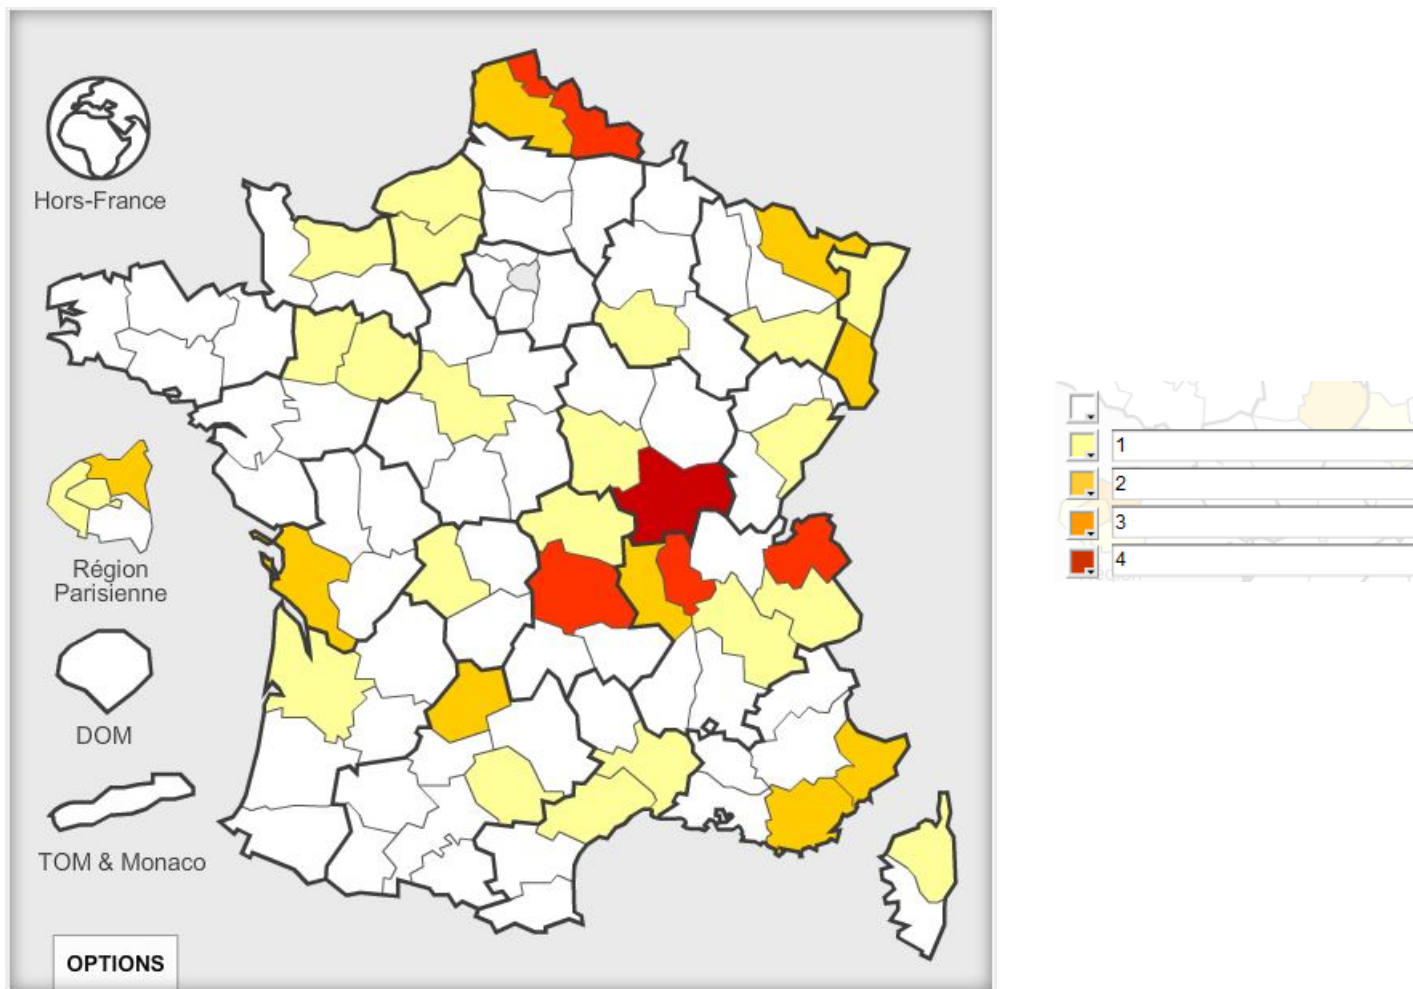 Hors-France
Région
Parisienne
DOM
TOM & Monaco
OPTIONS
1
2
3
4